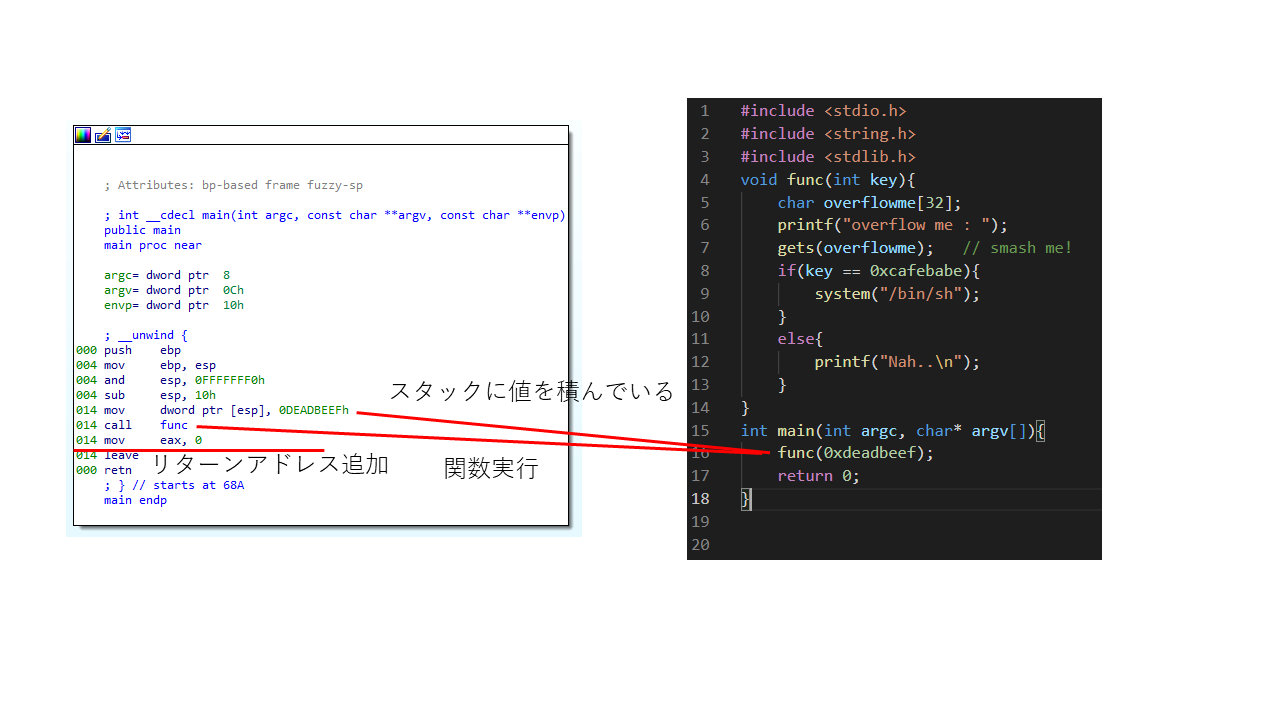 ; Attributes: bp-based frame fuzzy-sp
; int __cdecl main(int argc, const char **argv, const char **envp)
public main
main proc near
argc= dword ptr  8
argv= dword ptr  0Ch
envp= dword ptr  10h
; __unwind {
000 push    ebp
004 mov     ebp, esp
004 and     esp, 0FFFFFFF0h
004 sub     esp, 10h
014 mov     dword ptr [esp], 0DEADBEEFh
014 call    func
014 mov     eax, 0
014 leave
000 retn
; } // starts at 68A
main endp
スタックに値を積んでいる
リターンアドレス追加
関数実行
1 #include <stdio.h>
2 #include <string.h>
3 #include <stdlib.h>
4 void func(int key){
5     char overflowme[32];
6     printf("overflow me : ");
7     gets(overflowme);   // smash me!
8     if(key == 0xcafebabe){
9         system("/bin/sh");
10     }
11     else{
12         printf("Nah..\n");
13     }
14 }
15 int main(int argc, char* argv[]){
16     func(0xdeadbeef);
17     return 0;
18 }
19
20